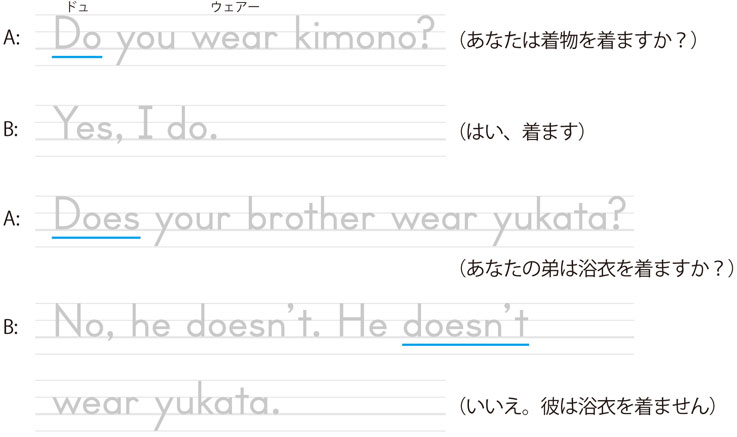 ドュ ウェアー
A: Do you wear kimono? （あなたは着物を着ますか？）
B: Yes, I do. （はい、着ます）
A: Does your brother wear yukata?
（あなたの弟は浴衣を着ますか？）
B: No, he doesn’t. He doesn’t
wear yukata. （いいえ。彼は浴衣を着ません）